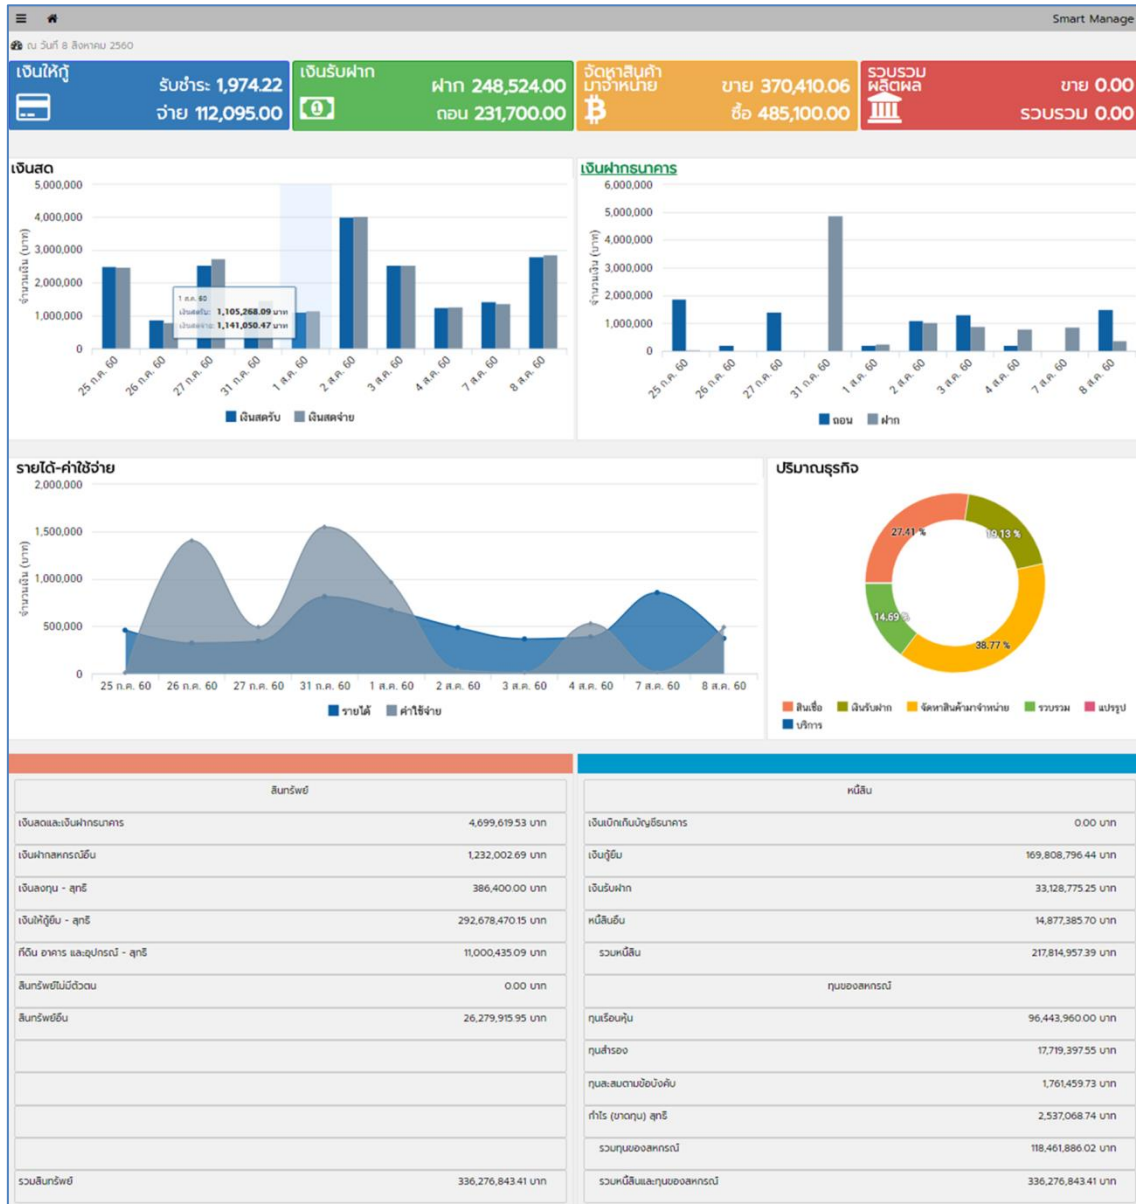 Smart Manage
ณ วันที่ 8 สิงหาคม 2560
เงินให้กู้
รับชำระ 1,974.22
จ่าย 112,095.00
เงินรับฝาก
ฝาก 248,524.00
ถอน 231,700.00
จัดหาสินค้า
มาจำหน่าย
ขาย 370,410.06
ซื้อ 485,100.00
รวบรวม
ผลิตผล
ขาย 0.00
รวบรวม 0.00
เงินสด
5,000,000
4,000,000
3,000,000
2,000,000
1,000,000
0
จำนวนเงิน (บาท)
1 ส.ค. 60
เงินสดรับ: 1,105,268.09 บาท
เงินสดจ่าย: 1,141,050.47 บาท
25 ก.ค. 60 26 ก.ค. 60 27 ก.ค. 60 31 ก.ค. 60 1 ส.ค. 60 2 ส.ค. 60 3 ส.ค. 60 4 ส.ค. 60 7 ส.ค. 60 8 ส.ค. 60
เงินสดรับ เงินสดจ่าย
เงินฝากธนาคาร
6,000,000
5,000,000
4,000,000
3,000,000
2,000,000
1,000,000
0
จำนวนเงิน (บาท)
25 ก.ค. 60 26 ก.ค. 60 27 ก.ค. 60 31 ก.ค. 60 1 ส.ค. 60 2 ส.ค. 60 3 ส.ค. 60 4 ส.ค. 60 7 ส.ค. 60 8 ส.ค. 60
ถอน ฝาก
รายได้-ค่าใช้จ่าย
2,000,000
1,500,000
1,000,000
500,000
0
จำนวนเงิน (บาท)
25 ก.ค. 60 26 ก.ค. 60 27 ก.ค. 60 31 ก.ค. 60 1 ส.ค. 60 2 ส.ค. 60 3 ส.ค. 60 4 ส.ค. 60 7 ส.ค. 60 8 ส.ค. 60
รายได้ ค่าใช้จ่าย
ปริมาณธุรกิจ
27.41 %
19.13 %
14.69 %
38.77 %
สินเชื่อ เงินรับฝาก จัดหาสินค้ามาจำหน่าย รวบรวม แปรรูป
บริการ
สินทรัพย์
เงินสดและเงินฝากธนาคาร 4,699,619.53 บาท
เงินฝากสหกรณ์อื่น 1,232,002.69 บาท
เงินลงทุน - สุทธิ 386,400.00 บาท
เงินให้กู้ยืม - สุทธิ 292,678,470.15 บาท
ที่ดิน อาคาร และอุปกรณ์ - สุทธิ 11,000,435.09 บาท
สินทรัพย์ไม่มีตัวตน 0.00 บาท
สินทรัพย์อื่น 26,279,915.95 บาท
รวมสินทรัพย์ 336,276,843.41 บาท
หนี้สิน
เงินเบิกเกินบัญชีธนาคาร 0.00 บาท
เงินกู้ยืม 169,808,796.44 บาท
เงินรับฝาก 33,128,775.25 บาท
หนี้สินอื่น 14,877,385.70 บาท
รวมหนี้สิน 217,814,957.39 บาท
ทุนของสหกรณ์
ทุนเรือนหุ้น 96,443,960.00 บาท
ทุนสำรอง 17,719,397.55 บาท
ทุนสะสมตามข้อบังคับ 1,761,459.73 บาท
กำไร (ขาดทุน) สุทธิ 2,537,068.74 บาท
รวมทุนของสหกรณ์ 118,461,886.02 บาท
รวมหนี้สินและทุนของสหกรณ์ 336,276,843.41 บาท